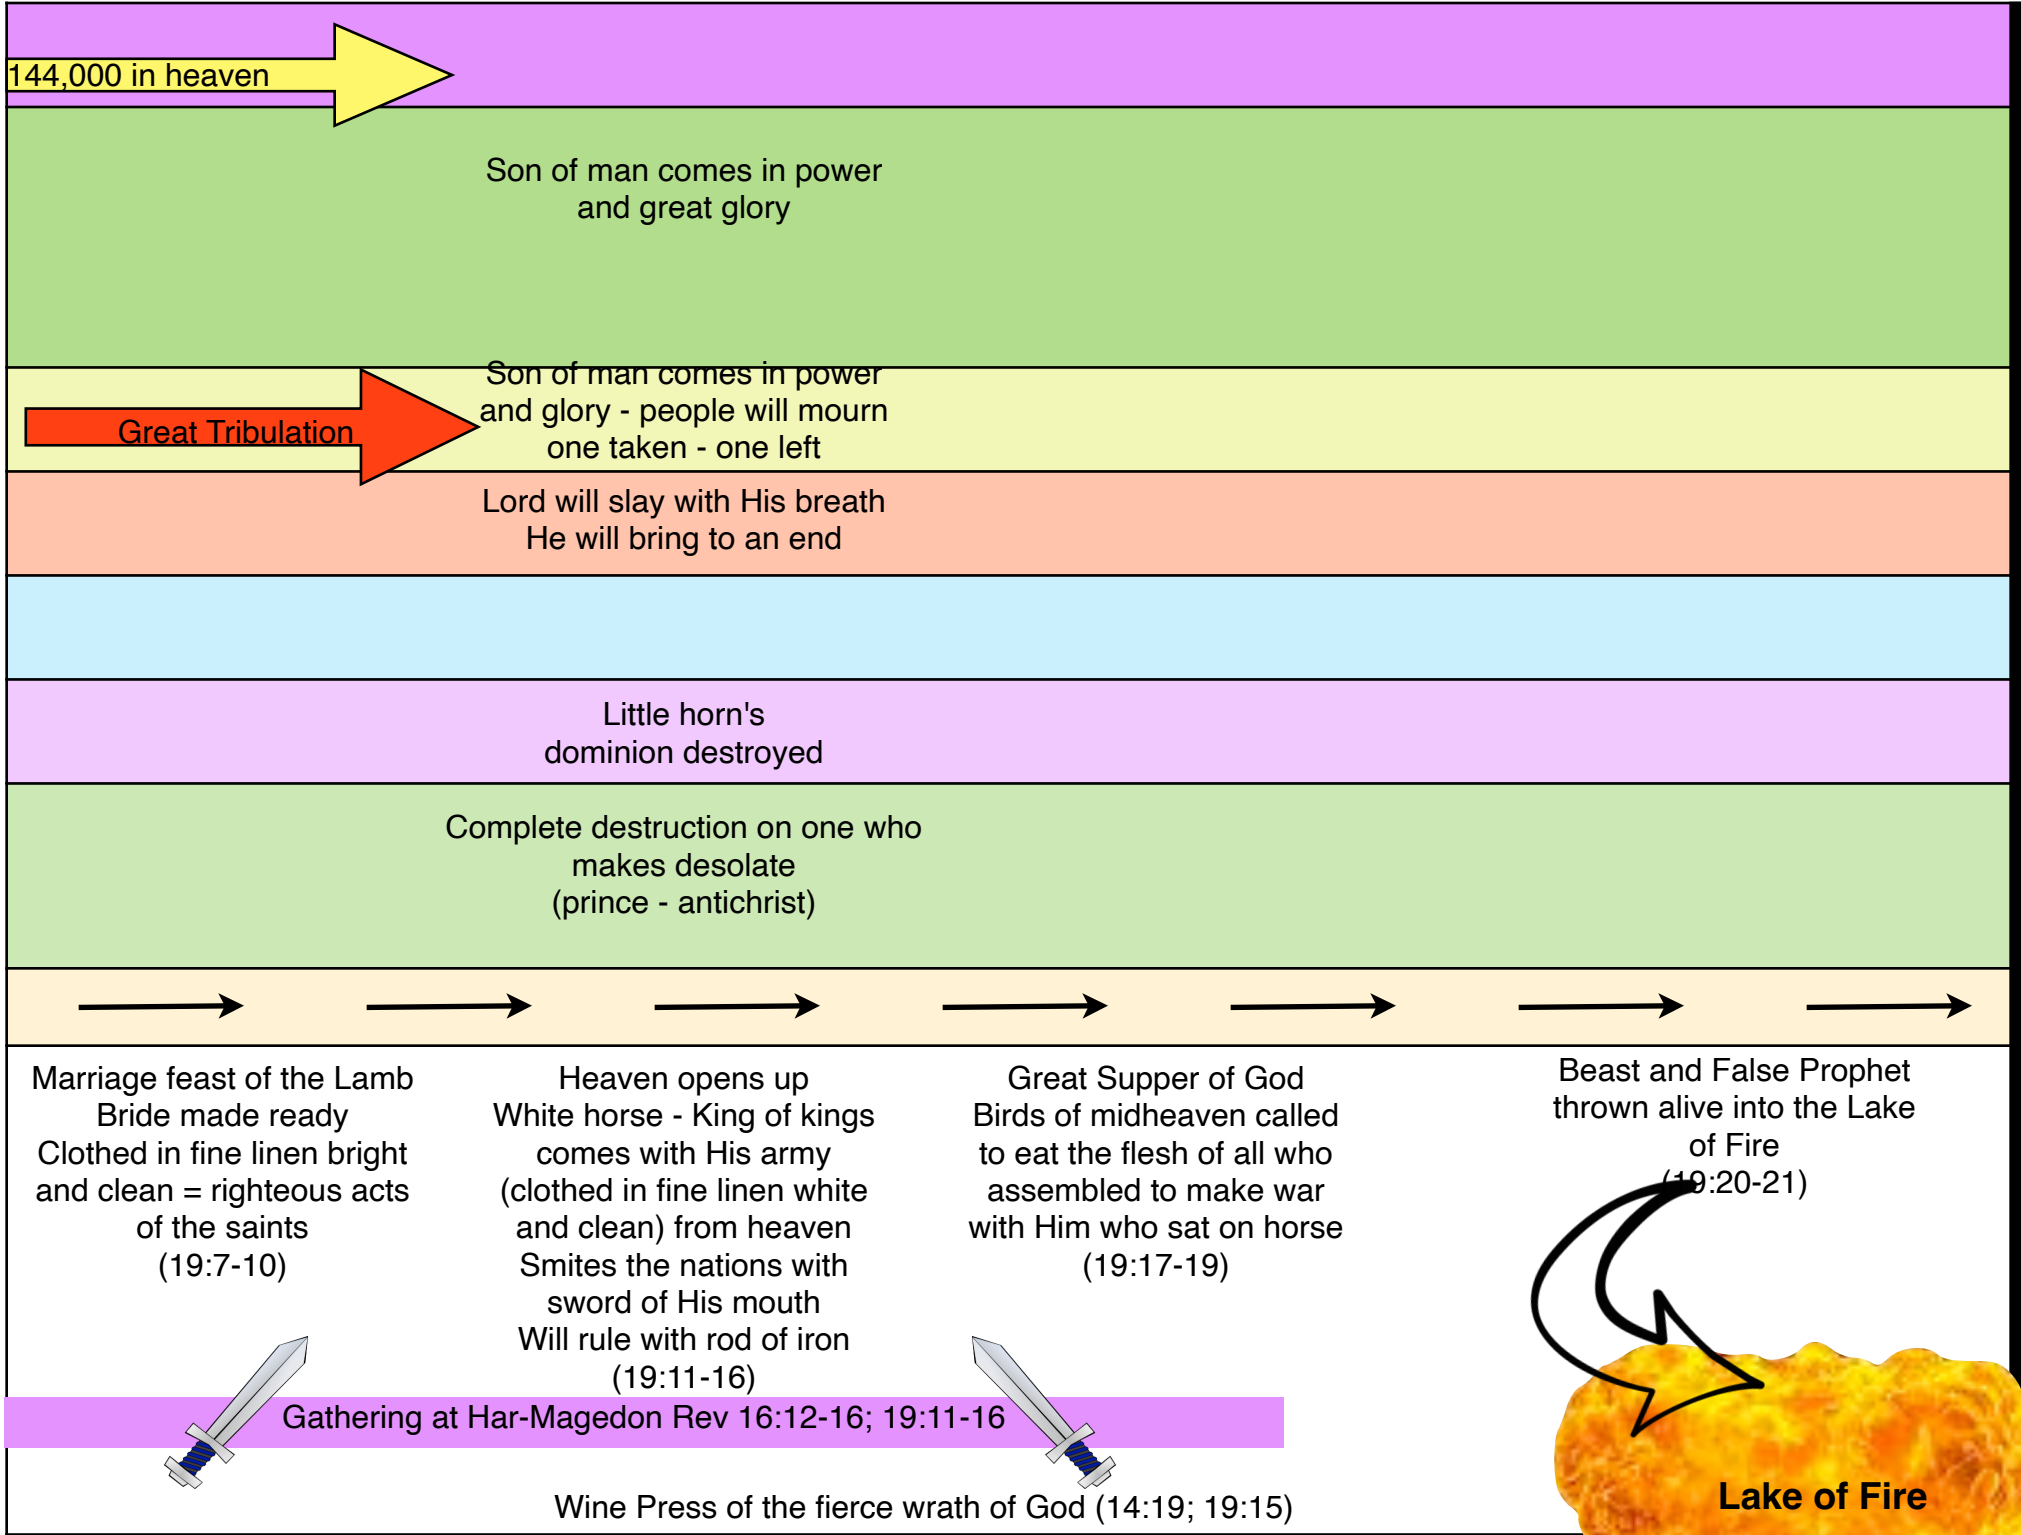 144,000 in heaven
Son of man comes in power
and great glory
Great Tribulation
Son of man comes in power
and glory - people will mourn
one taken - one left
Lord will slay with His breath
He will bring to an end
Little horn's
dominion destroyed
Complete destruction on one who
makes desolate
(prince - antichrist)
Marriage feast of the Lamb
Bride made ready
Clothed in fine linen bright
and clean = righteous acts
of the saints
(19:7-10)
Heaven opens up
White horse - King of kings
comes with His army
(clothed in fine linen white
and clean) from heaven
Smites the nations with
sword of His mouth
Will rule with rod of iron
(19:11-16)
Great Supper of God
Birds of midheaven called
to eat the flesh of all who
assembled to make war
with Him who sat on horse
(19:17-19)
Beast and False Prophet
thrown alive into the Lake
of Fire
(19:20-21)
Gathering at Har-Magedon Rev 16:12-16; 19:11-16
Wine Press of the fierce wrath of God (14:19; 19:15)
Lake of Fire